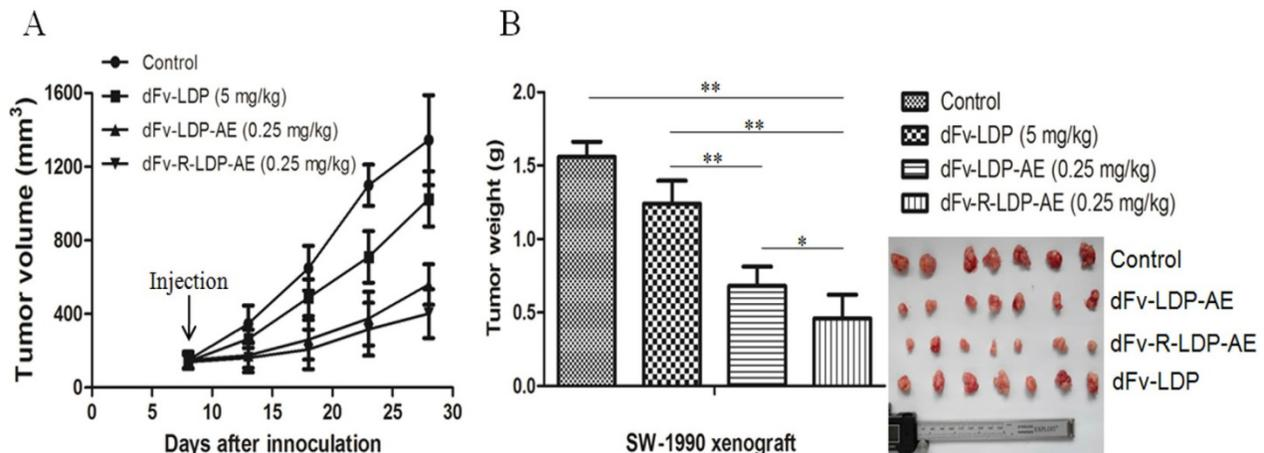 A
Control
dFv-LDP (5 mg/kg)
dFv-LDP-AE (0.25 mg/kg)
dFv-R-LDP-AE (0.25 mg/kg)
Tumor volume (mm³)
1600
1200
800
400
0
Injection
0 5 10 15 20 25 30
Days after innoculation
B
Tumor weight (g)
2.0
1.5
1.0
0.5
0.0
**
**
**
*
SW-1990 xenograft
Control
dFv-LDP (5 mg/kg)
dFv-LDP-AE (0.25 mg/kg)
dFv-R-LDP-AE (0.25 mg/kg)
Control
dFv-LDP-AE
dFv-R-LDP-AE
dFv-LDP